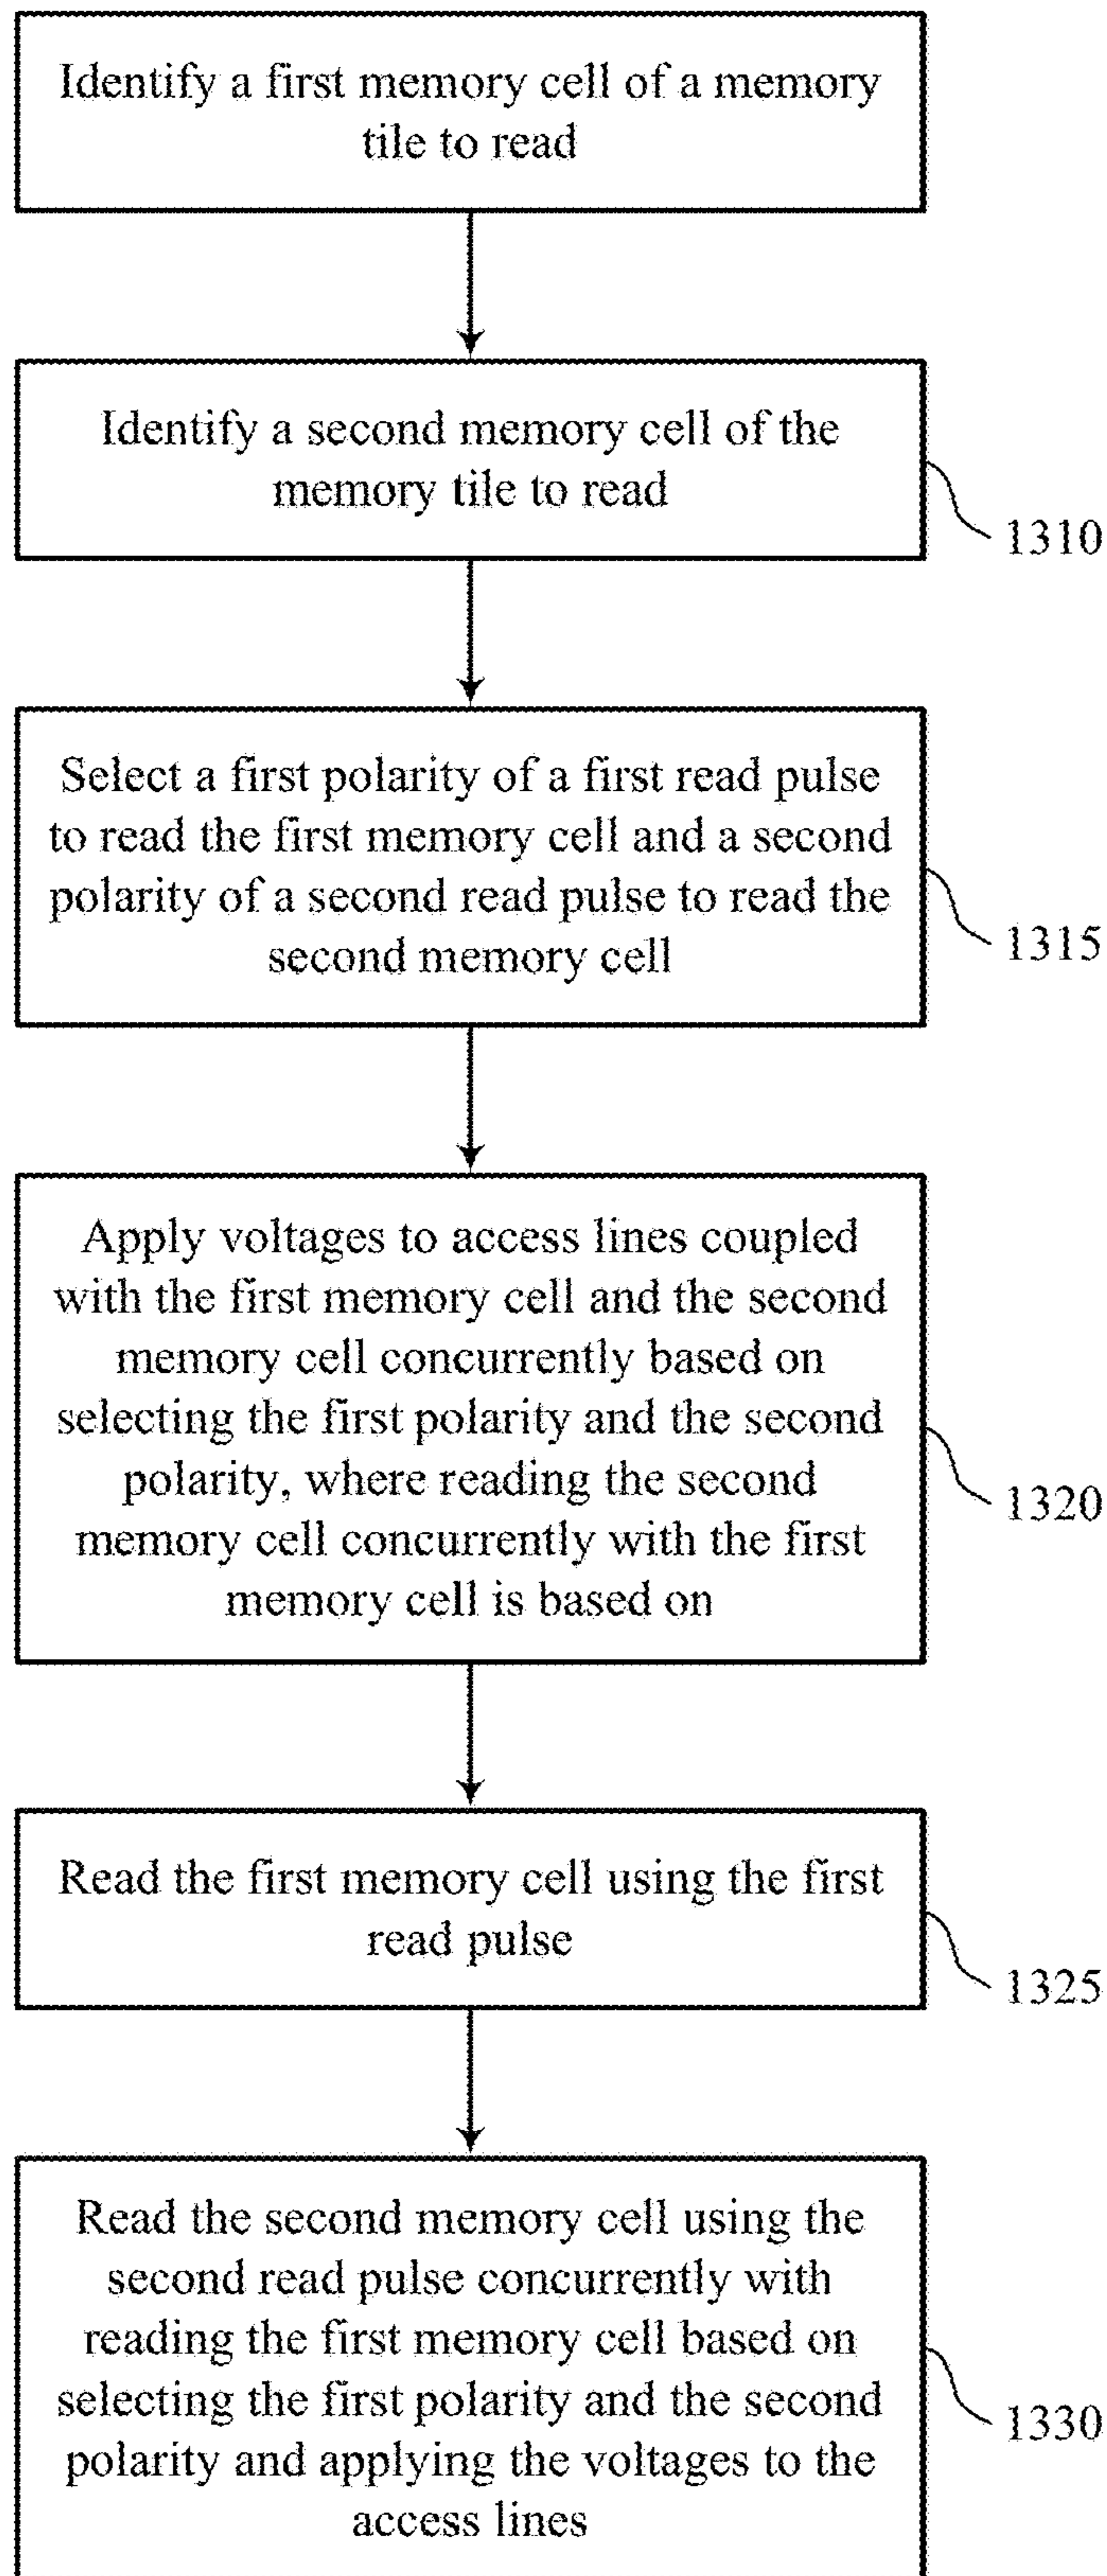 Identify a first memory cell of a memory
tile to read
Identify a second memory cell of the
memory tile to read
1310
Select a first polarity of a first read pulse
to read the first memory cell and a second
polarity of a second read pulse to read the
second memory cell
1315
Apply voltages to access lines coupled
with the first memory cell and the second
memory cell concurrently based on
selecting the first polarity and the second
polarity, where reading the second
memory cell concurrently with the first
memory cell is based on
1320
Read the first memory cell using the first
read pulse
1325
Read the second memory cell using the
second read pulse concurrently with
reading the first memory cell based on
selecting the first polarity and the second
polarity and applying the voltages to the
access lines
1330